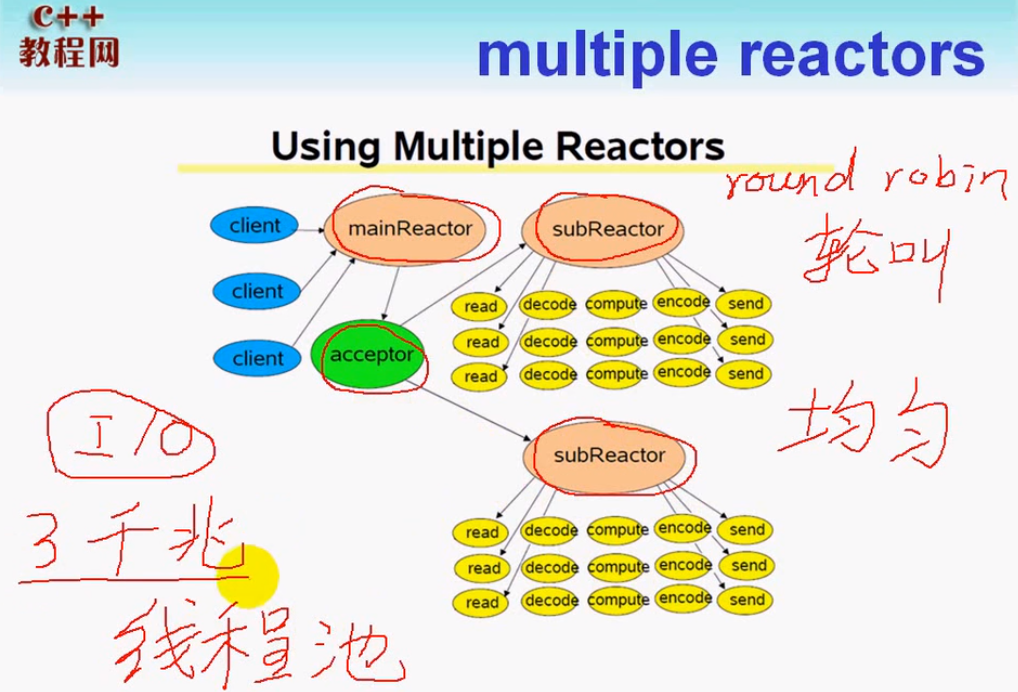 C++
教程网
multiple reactors
Using Multiple Reactors
round robin
轮叫
client
mainReactor
subReactor
client
read decode compute encode send
acceptor
read decode compute encode send
client
read decode compute encode send
均匀
I/O
subReactor
3千兆
read decode compute encode send
read decode compute encode send
read decode compute encode send
线程池